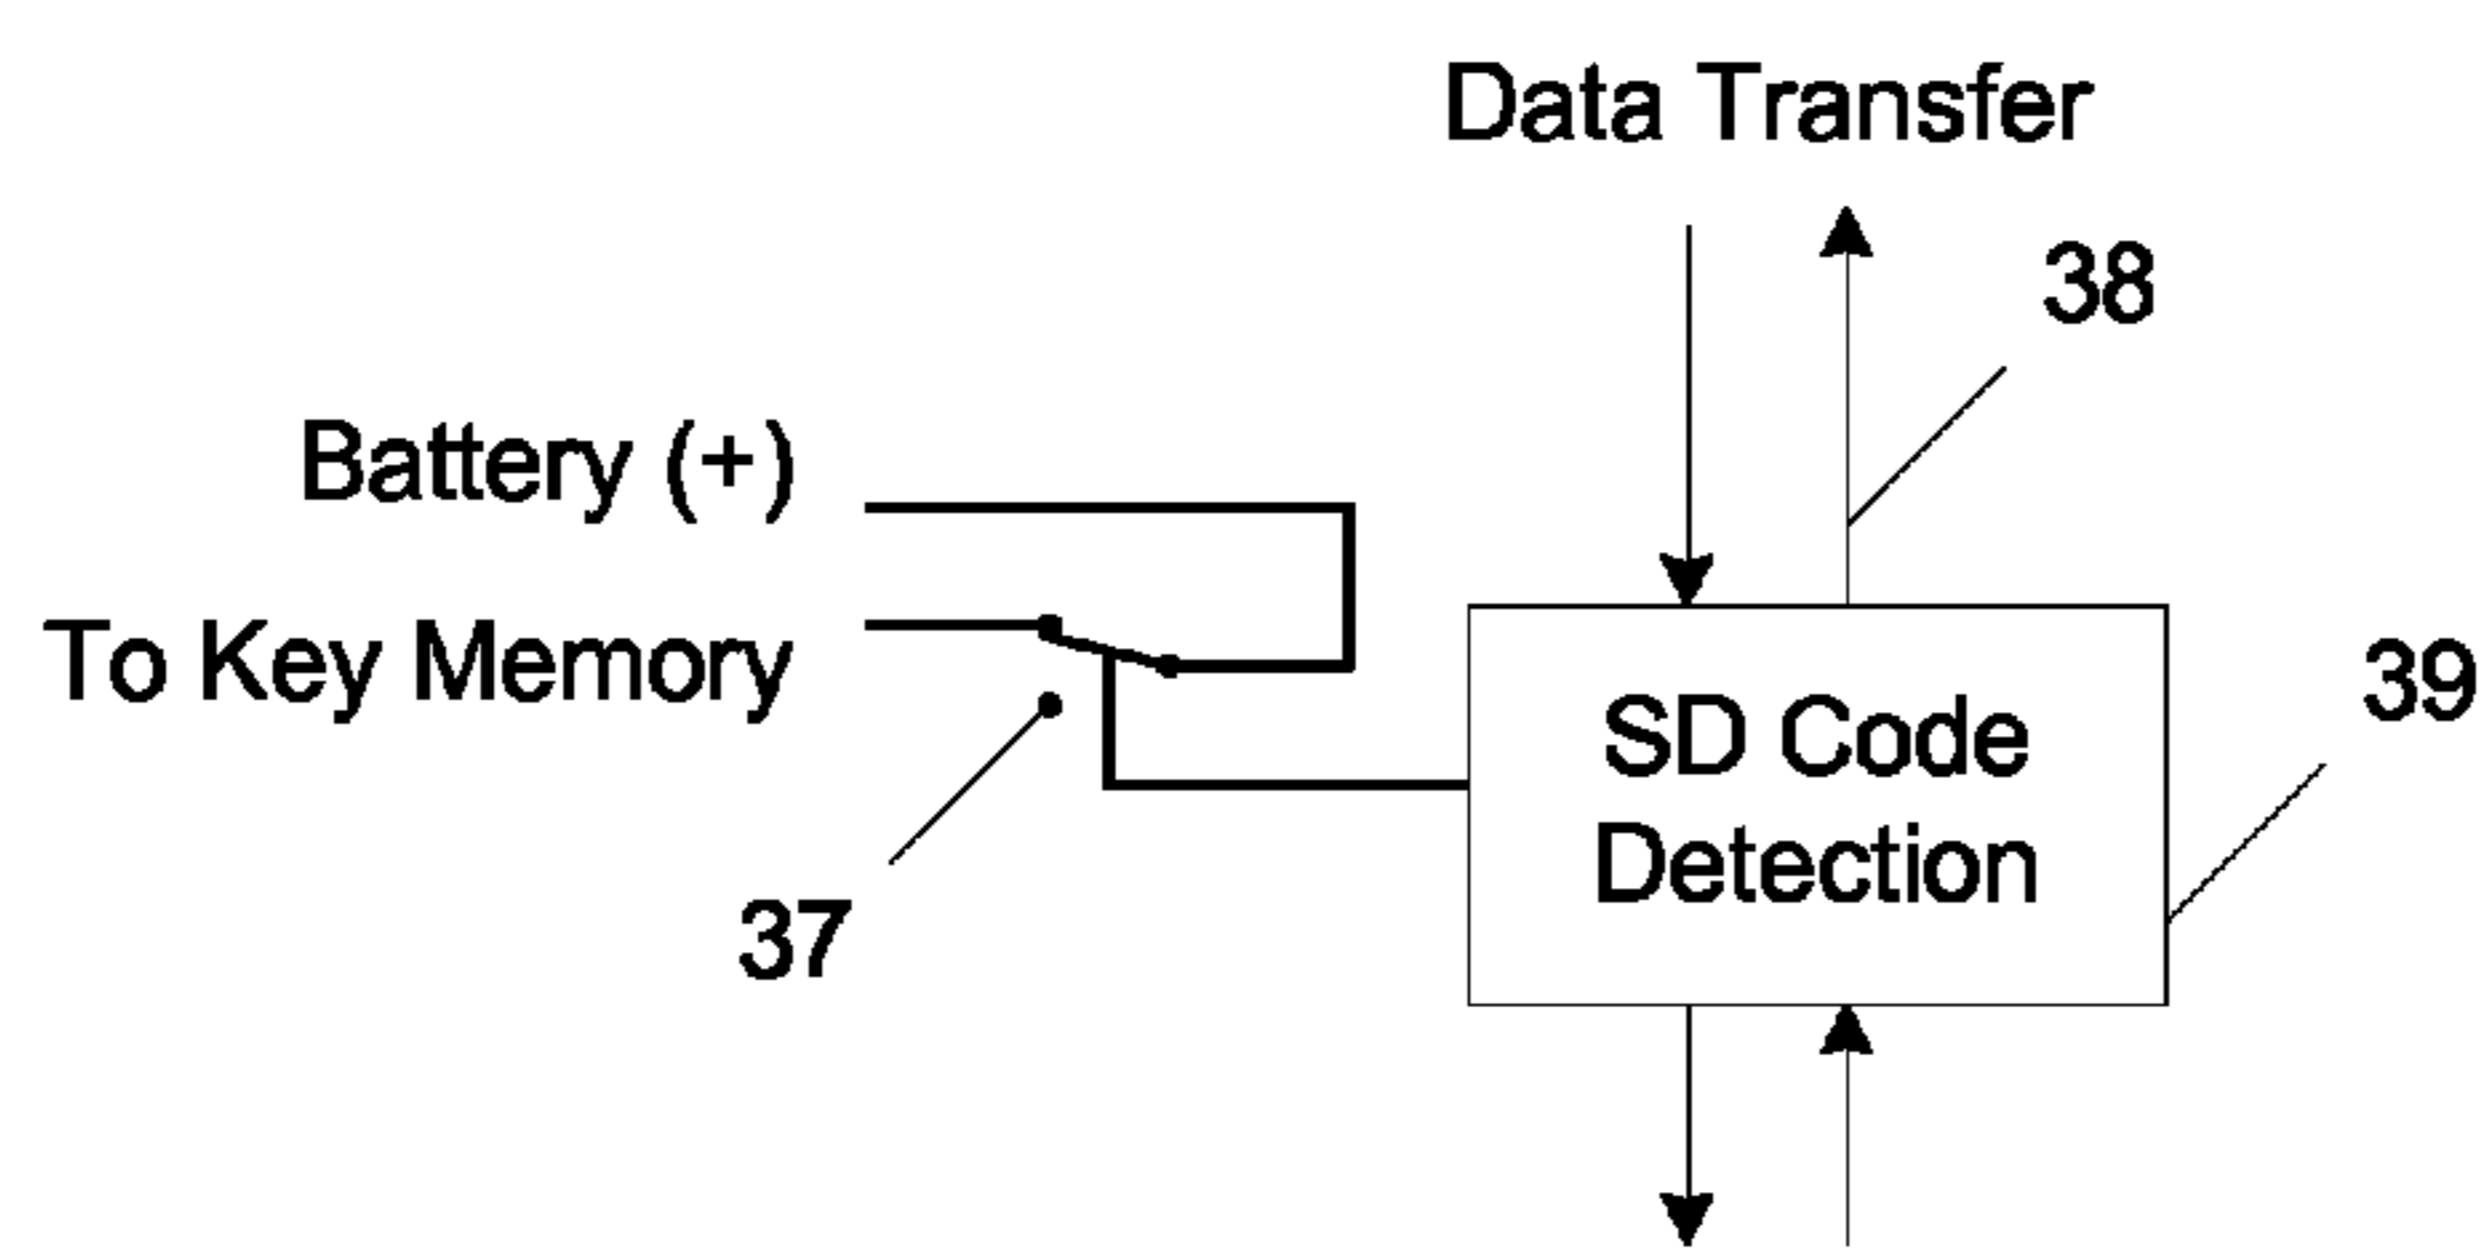 Data Transfer
38
Battery (+)
To Key Memory
39
SD Code
Detection
37